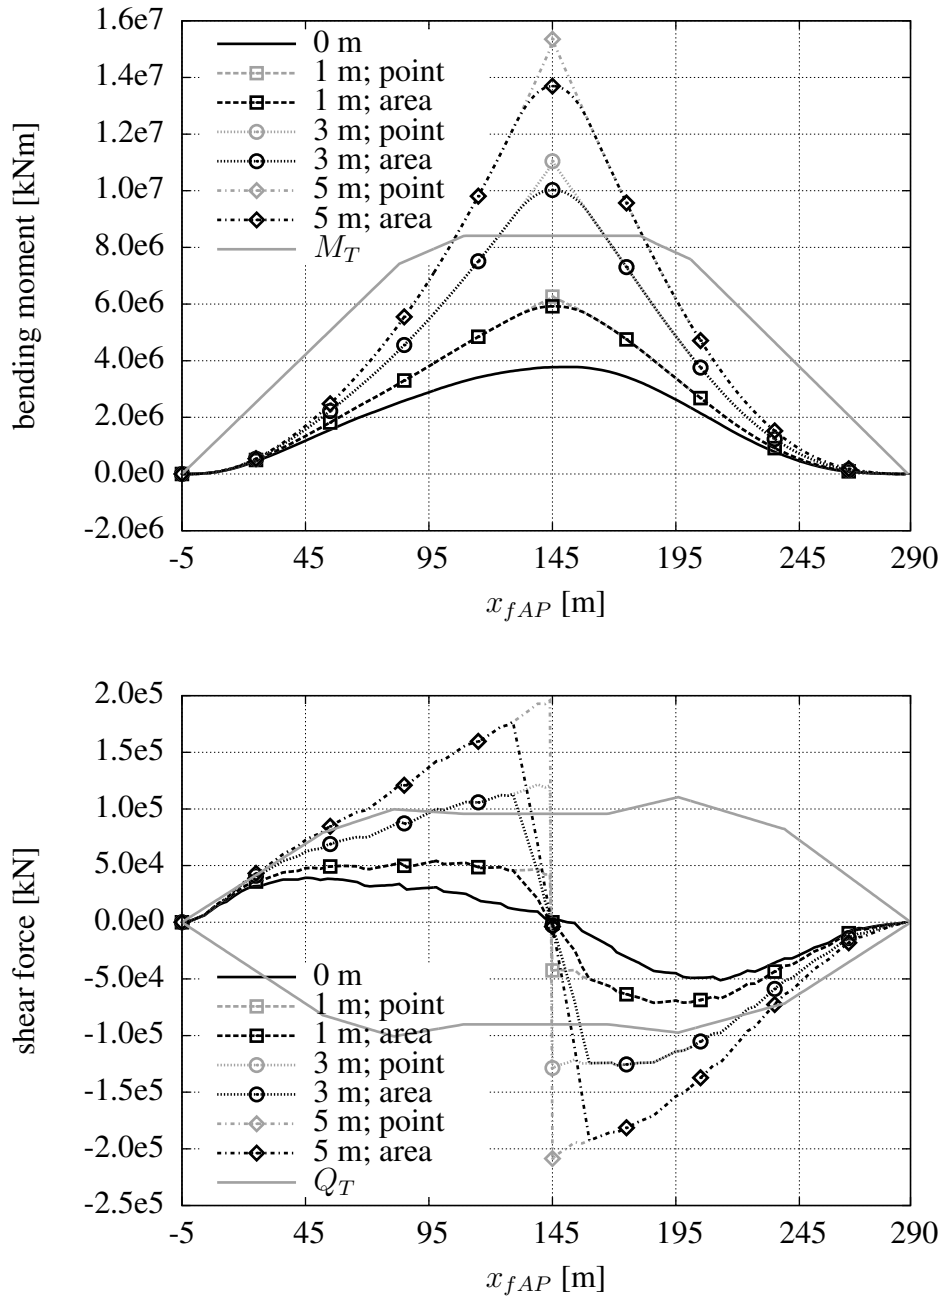 1.6e7
1.4e7
1.2e7
1.0e7
8.0e6
6.0e6
4.0e6
2.0e6
0.0e0
-2.0e6
bending moment [kNm]
0 m
1 m; point
1 m; area
3 m; point
3 m; area
5 m; point
5 m; area
M_T
-5 45 95 145 195 245 290
x_{fAP} [m]
2.0e5
1.5e5
1.0e5
5.0e4
0.0e0
-5.0e4
-1.0e5
-1.5e5
-2.0e5
-2.5e5
shear force [kN]
0 m
1 m; point
1 m; area
3 m; point
3 m; area
5 m; point
5 m; area
Q_T
-5 45 95 145 195 245 290
x_{fAP} [m]